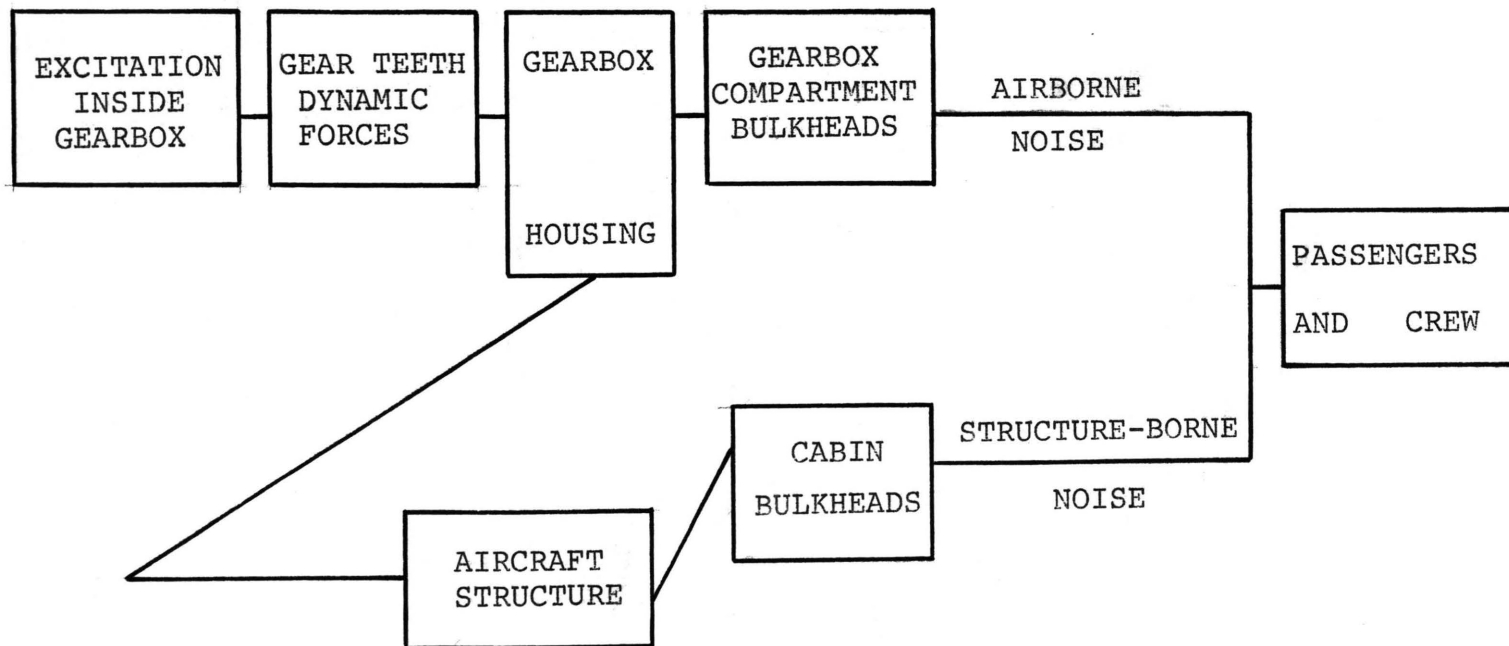 EXCITATION
INSIDE
GEARBOX
GEAR TEETH
DYNAMIC
FORCES
GEARBOX
HOUSING
GEARBOX
COMPARTMENT
BULKHEADS
AIRBORNE
NOISE
PASSENGERS
AND CREW
CABIN
BULKHEADS
STRUCTURE-BORNE
NOISE
AIRCRAFT
STRUCTURE